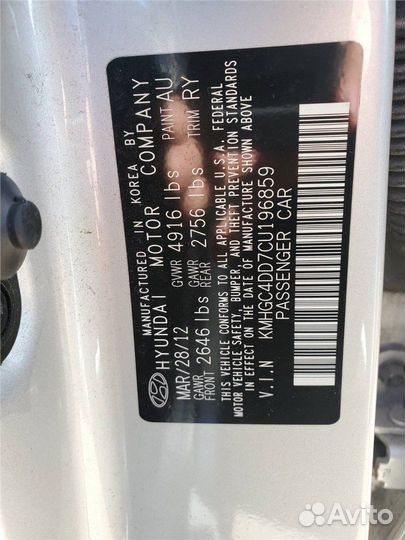 MANUFACTURED IN KOREA BY
HYUNDAI MOTOR COMPANY
MAR/28/12 GVWR 4916 lbs PAINT AU
GAWR FRONT 2646 lbs GAWR REAR 2756 lbs TRIM RY
THIS VEHICLE CONFORMS TO ALL APPLICABLE U.S.A. FEDERAL
MOTOR VEHICLE SAFETY, BUMPER, AND THEFT PREVENTION STANDARDS
IN EFFECT ON THE DATE OF MANUFACTURE SHOWN ABOVE
V.I.N KMHGC4DD7CU196859
PASSENGER CAR
Avito